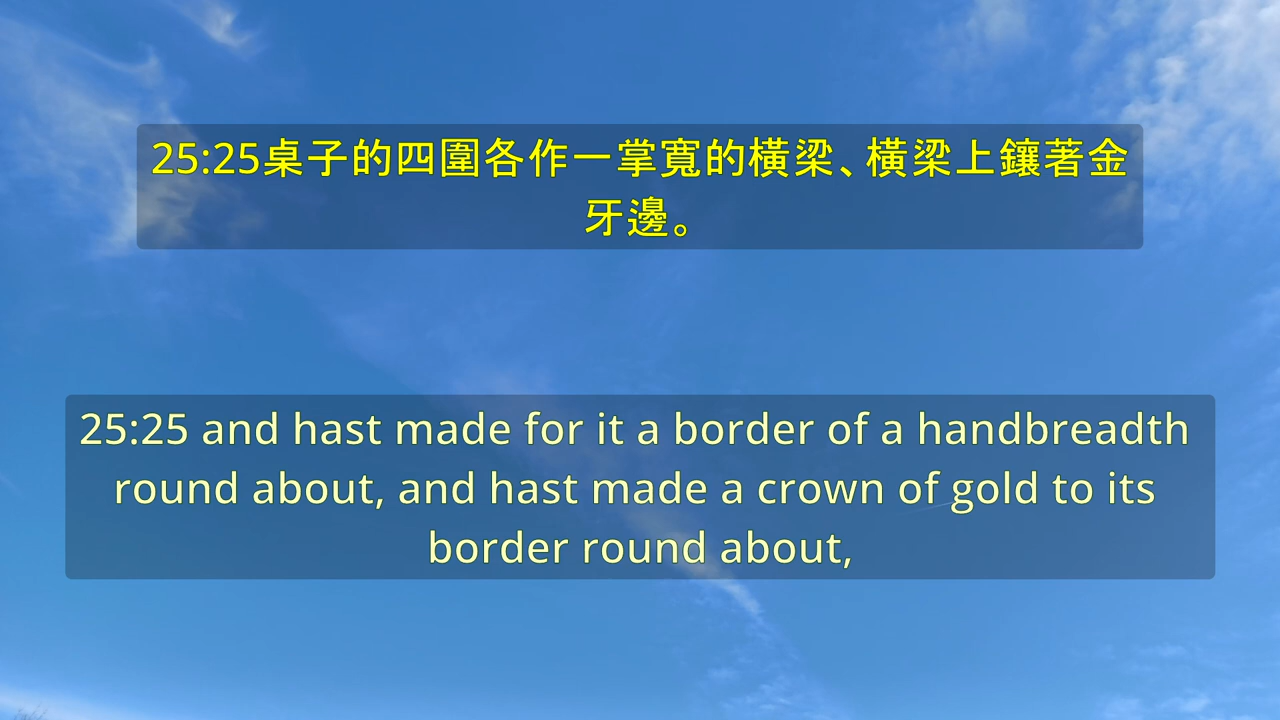 25:25桌子的四圍各作一掌寬的橫梁、橫梁上鑲著金
牙邊。
25:25 and hast made for it a border of a handbreadth
round about, and hast made a crown of gold to its
border round about,